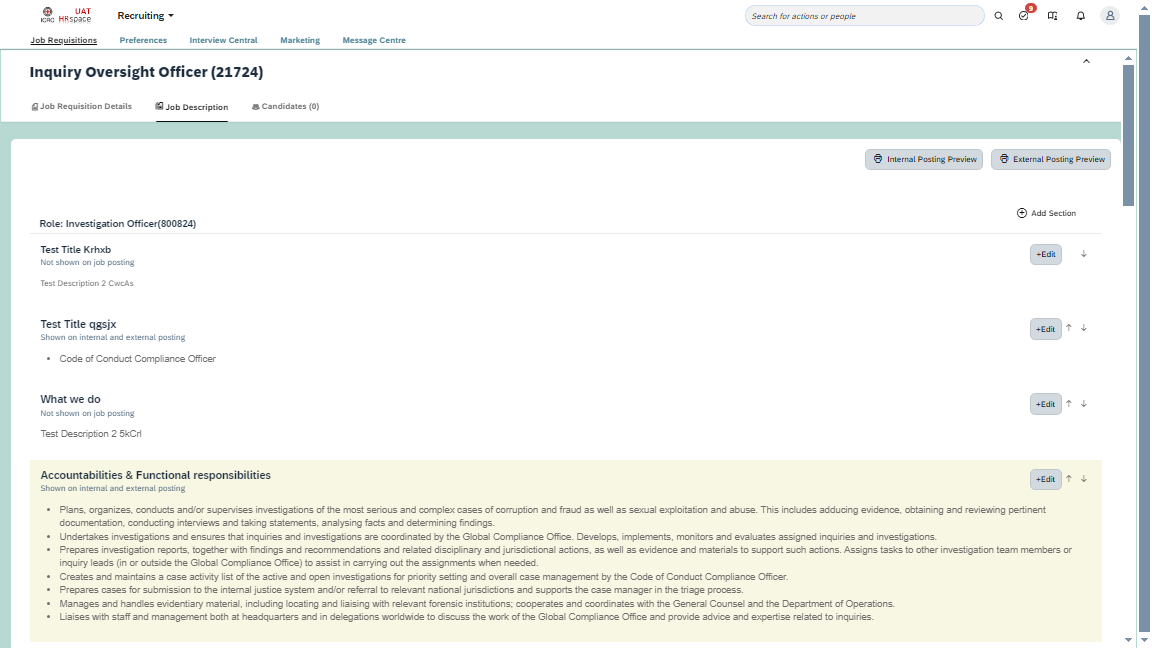 ICRC
UAT
HRspace
Recruiting
Search for actions or people
9
Job Requisitions
Preferences
Interview Central
Marketing
Message Centre
Inquiry Oversight Officer (21724)
Job Requisition Details
Job Description
Candidates (0)
Internal Posting Preview
External Posting Preview
Add Section
Role: Investigation Officer(800824)
Test Title Krhxb
+Edit
Not shown on job posting
Test Description 2 CwcAs
Test Title qgsjx
+Edit
Shown on internal and external posting
• Code of Conduct Compliance Officer
What we do
+Edit
Not shown on job posting
Test Description 2 5kCrl
Accountabilities & Functional responsibilities
+Edit
Shown on internal and external posting
• Plans, organizes, conducts and/or supervises investigations of the most serious and complex cases of corruption and fraud as well as sexual exploitation and abuse. This includes adducing evidence, obtaining and reviewing pertinent
documentation, conducting interviews and taking statements, analysing facts and determining findings.
• Undertakes investigations and ensures that inquiries and investigations are coordinated by the Global Compliance Office. Develops, implements, monitors and evaluates assigned inquiries and investigations.
• Prepares investigation reports, together with findings and recommendations and related disciplinary and jurisdictional actions, as well as evidence and materials to support such actions. Assigns tasks to other investigation team members or
inquiry leads (in or outside the Global Compliance Office) to assist in carrying out the assignments when needed.
• Creates and maintains a case activity list of the active and open investigations for priority setting and overall case management by the Code of Conduct Compliance Officer.
• Prepares cases for submission to the internal justice system and/or referral to relevant national jurisdictions and supports the case manager in the triage process.
• Manages and handles evidentiary material, including locating and liaising with relevant forensic institutions; cooperates and coordinates with the General Counsel and the Department of Operations.
• Liaises with staff and management both at headquarters and in delegations worldwide to discuss the work of the Global Compliance Office and provide advice and expertise related to inquiries.